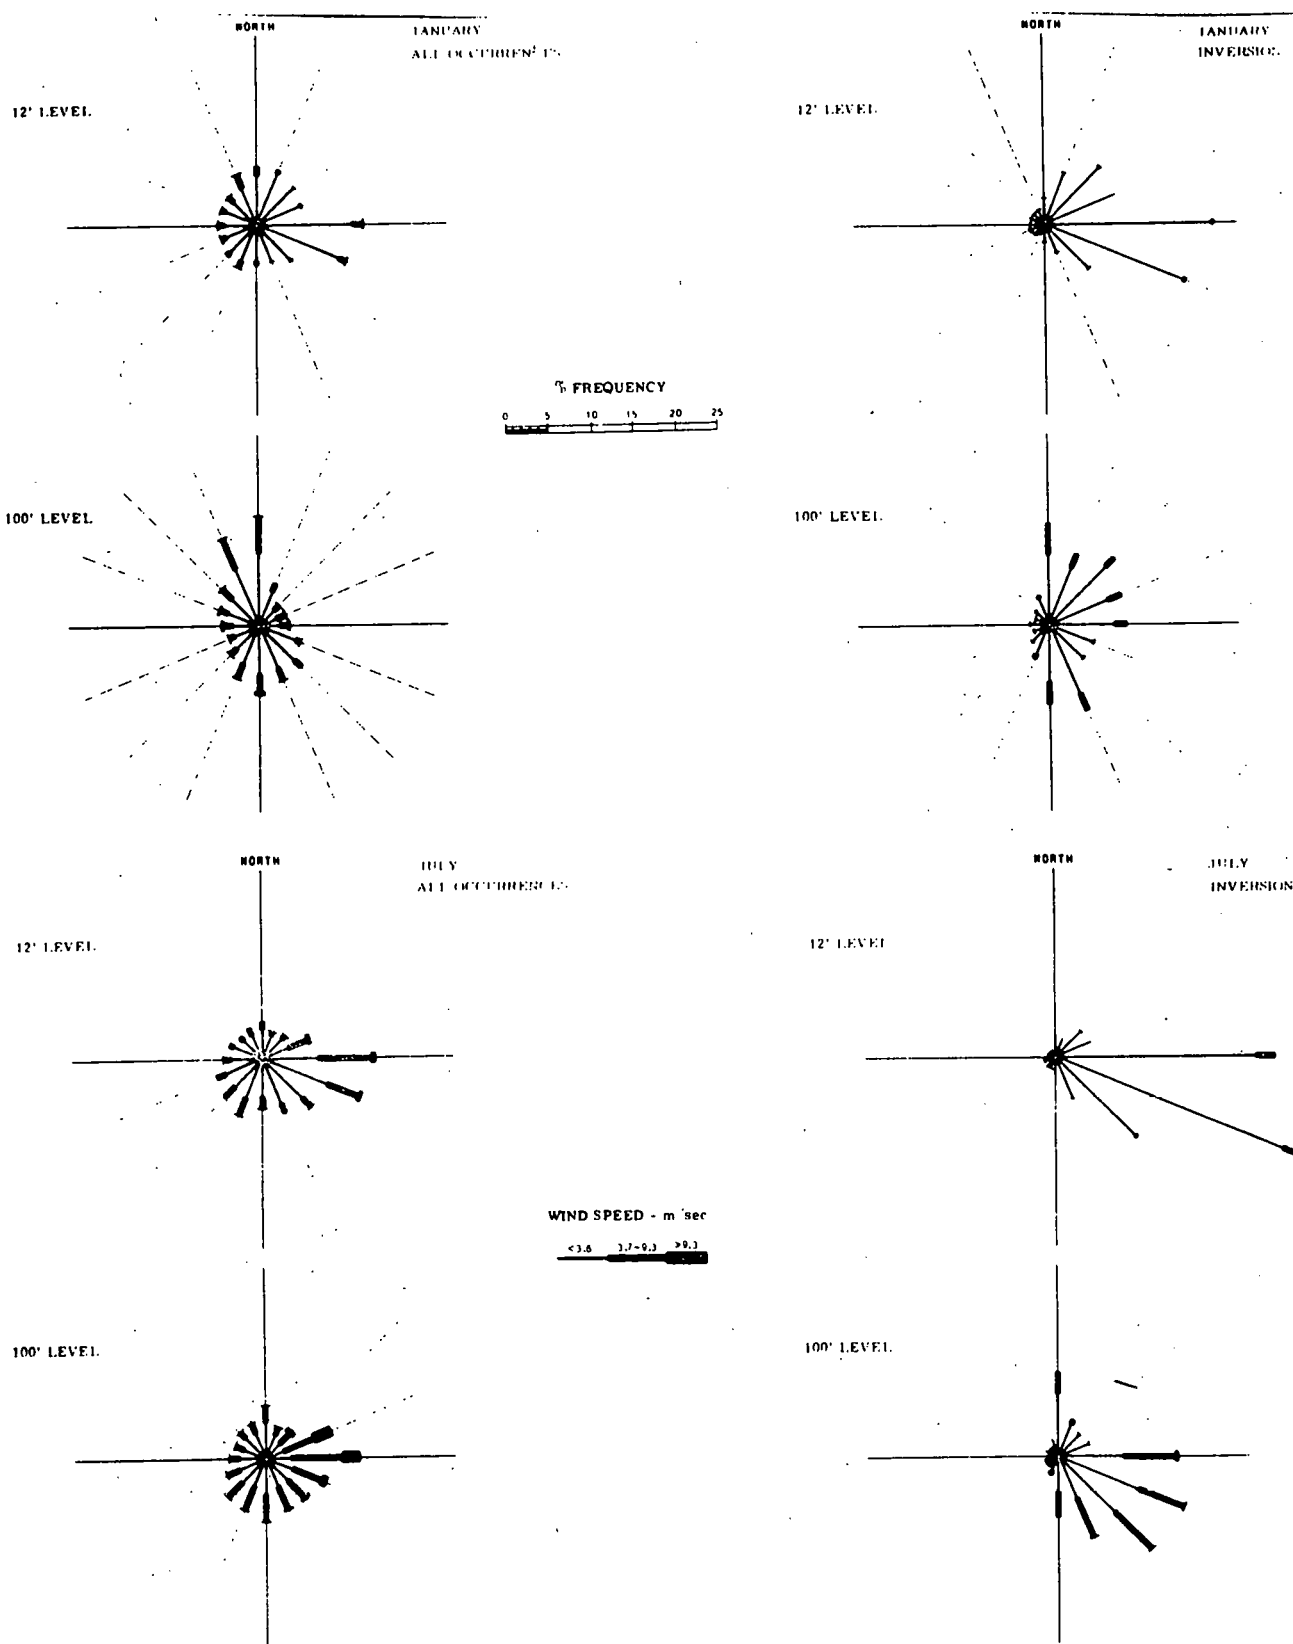 NORTH
JANUARY
ALL OCCURRENCES
12' LEVEL
NORTH
JANUARY
INVERSION
12' LEVEL
% FREQUENCY
0 5 10 15 20 25
100' LEVEL
100' LEVEL
NORTH
JULY
ALL OCCURRENCES
12' LEVEL
NORTH
JULY
INVERSION
12' LEVEL
WIND SPEED - m/sec
<3.6 3.7-9.3 >9.3
100' LEVEL
100' LEVEL